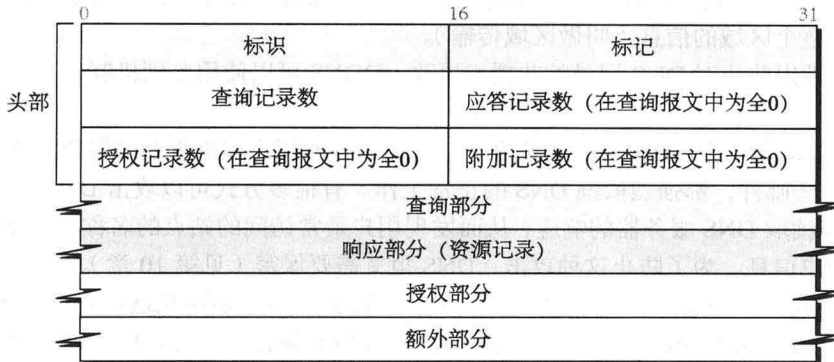 0 16 31
标识 标记
头部
查询记录数 应答记录数（在查询报文中为全0）
授权记录数（在查询报文中为全0） 附加记录数（在查询报文中为全0）
查询部分
响应部分（资源记录）
授权部分
额外部分